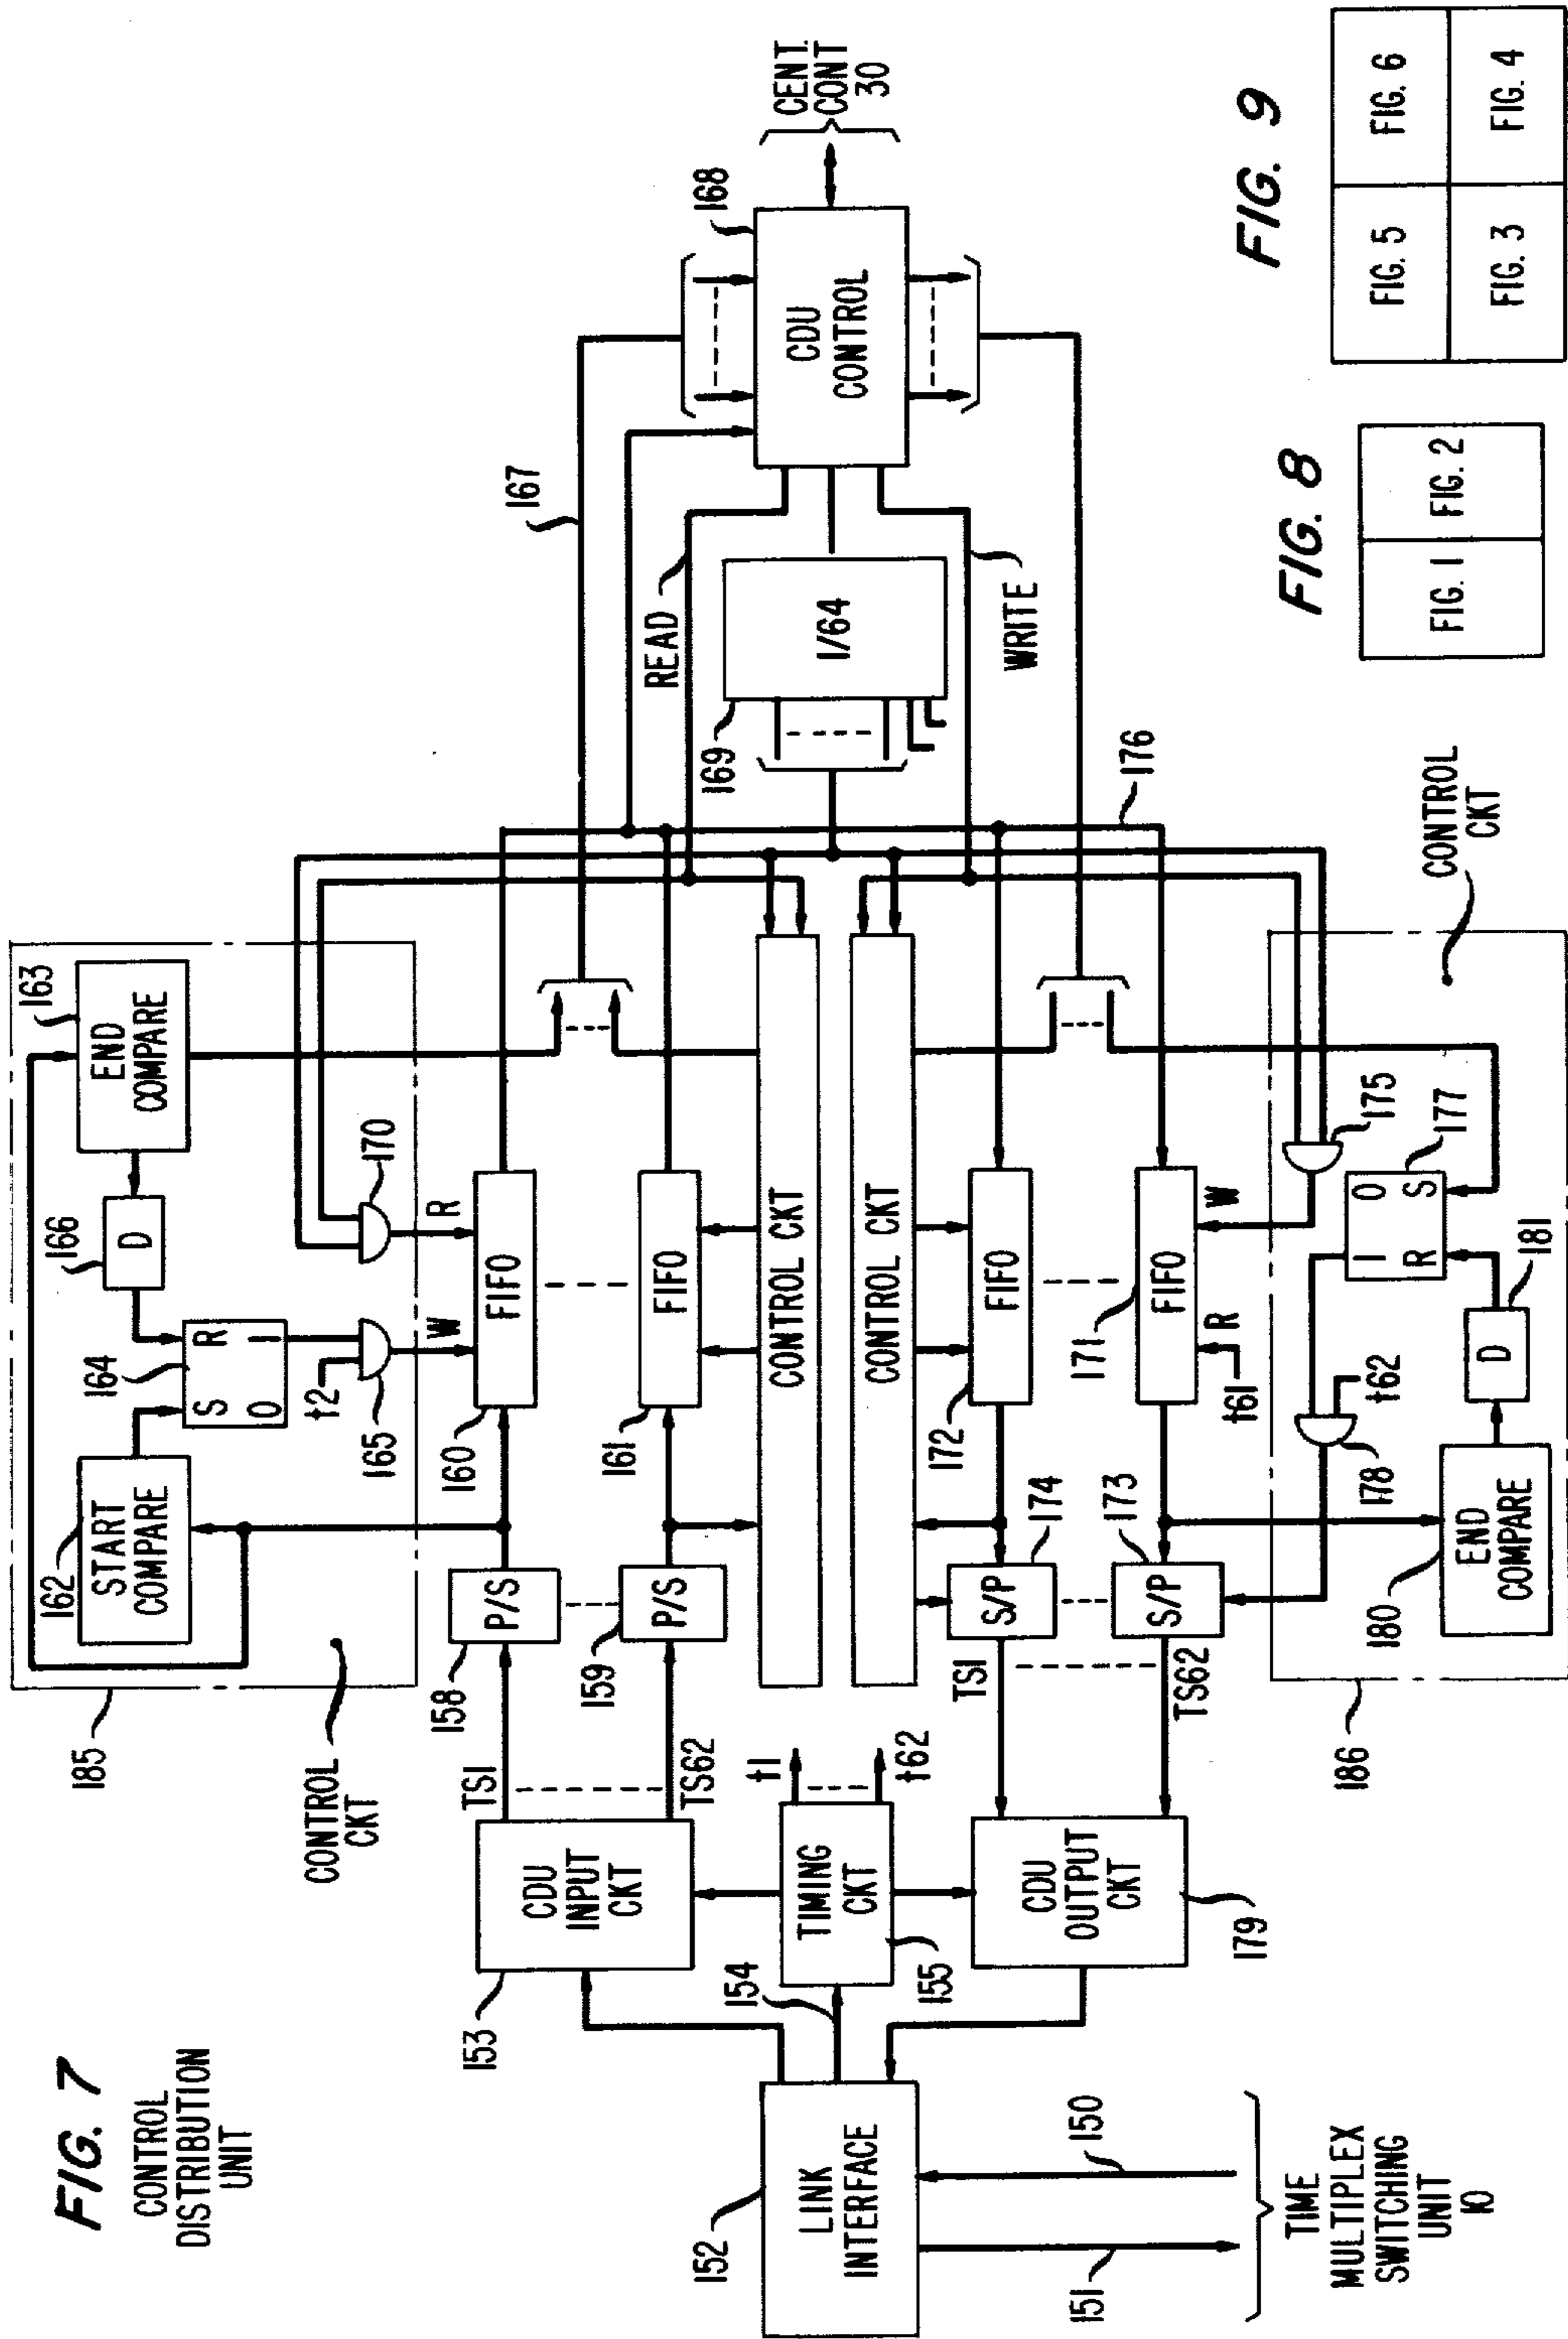 FIG. 7
CONTROL
DISTRIBUTION
UNIT
TIME
MULTIPLEX
SWITCHING
UNIT
10
150
151
152
LINK
INTERFACE
153
CDU
INPUT
CKT
154
155
TIMING
CKT
t1
t62
179
CDU
OUTPUT
CKT
TS1
TS62
TS1
TS62
185
CONTROL
CKT
158
P/S
159
P/S
174
S/P
173
S/P
162
START
COMPARE
163
END
COMPARE
166
D
164
S
R
0
1
t2
165
170
W
R
160
FIFO
161
FIFO
CONTROL CKT
CONTROL CKT
172
FIFO
171
FIFO
R
t61
W
175
177
1
0
R
S
181
D
178
t62
180
END
COMPARE
186
CONTROL
CKT
176
167
READ
WRITE
169
1/64
168
CDU
CONTROL
CENT.
CONT
30
FIG. 8
FIG. 1
FIG. 2
FIG. 9
FIG. 5
FIG. 6
FIG. 3
FIG. 4